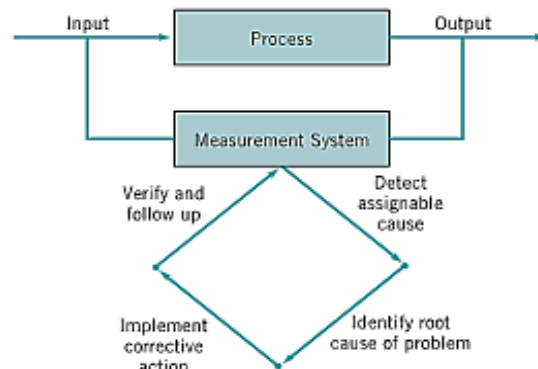 Input
Process
Output
Measurement System
Verify and
follow up
Detect
assignable
cause
Implement
corrective
action
Identify root
cause of problem